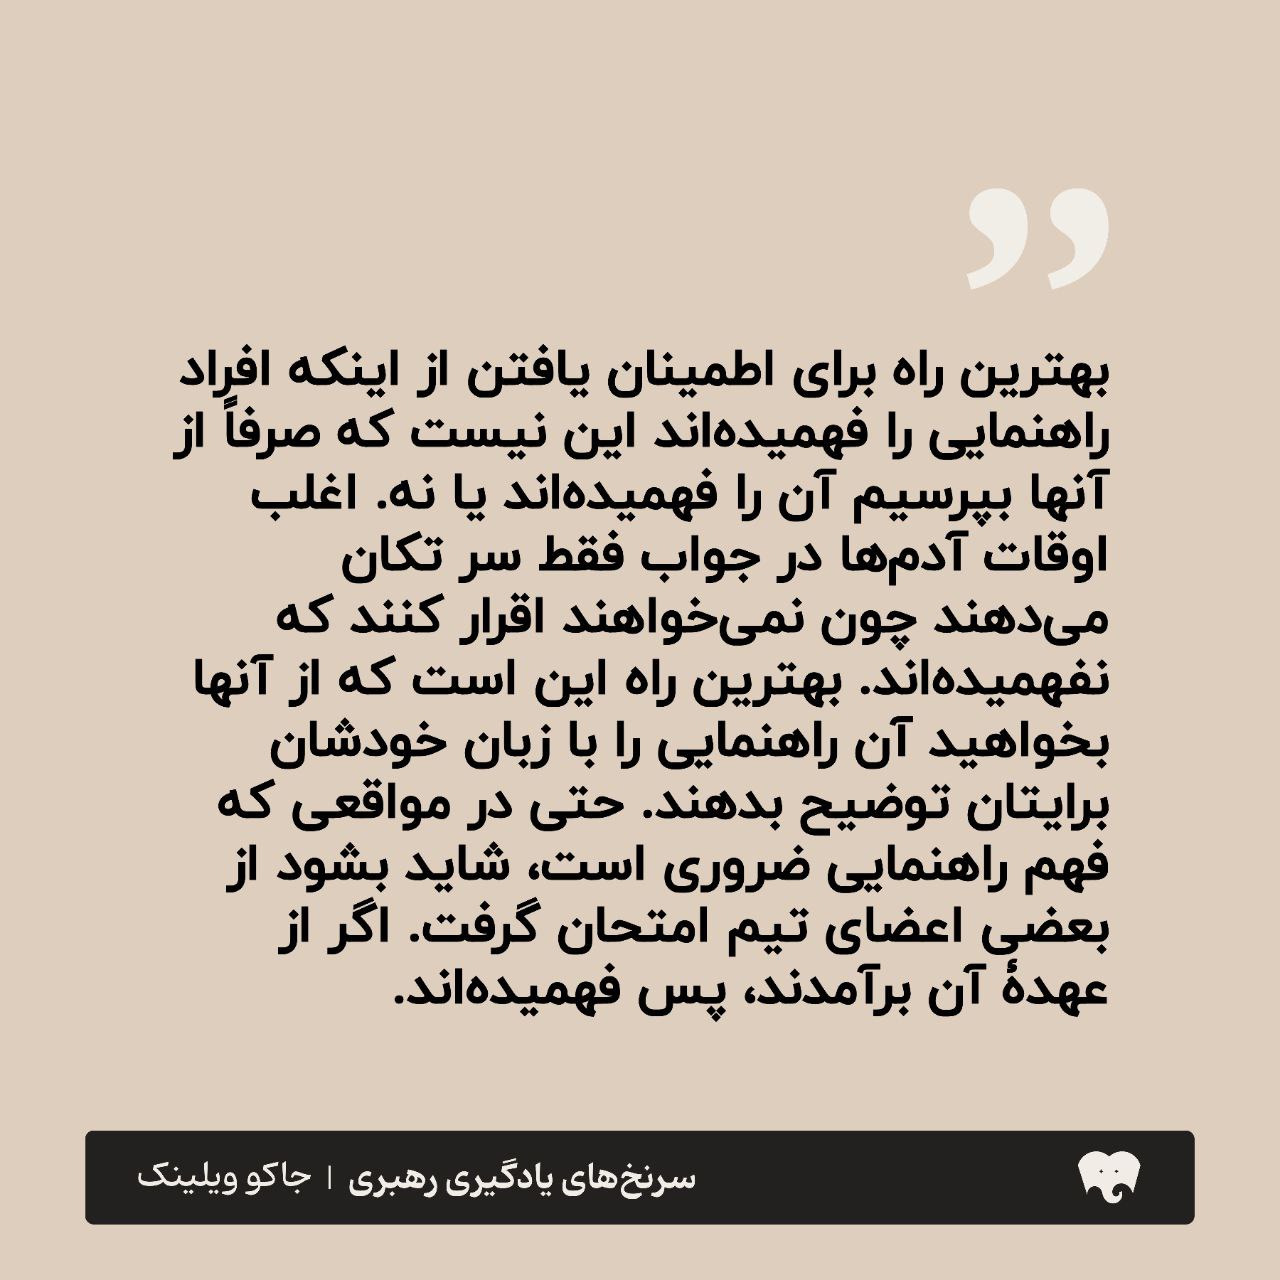 ”
بهترین راه برای اطمینان یافتن از اینکه افراد
راهنمایی را فهمیده‌اند این نیست که صرفاً از
آنها بپرسیم آن را فهمیده‌اند یا نه. اغلب
اوقات آدم‌ها در جواب فقط سر تکان
می‌دهند چون نمی‌خواهند اقرار کنند که
نفهمیده‌اند. بهترین راه این است که از آنها
بخواهید آن راهنمایی را با زبان خودشان
برایتان توضیح بدهند. حتی در مواقعی که
فهم راهنمایی ضروری است، شاید بشود از
بعضی اعضای تیم امتحان گرفت. اگر از
عهدهٔ آن برآمدند، پس فهمیده‌اند.
سرنخ‌های یادگیری رهبری | جاکو ویلینک